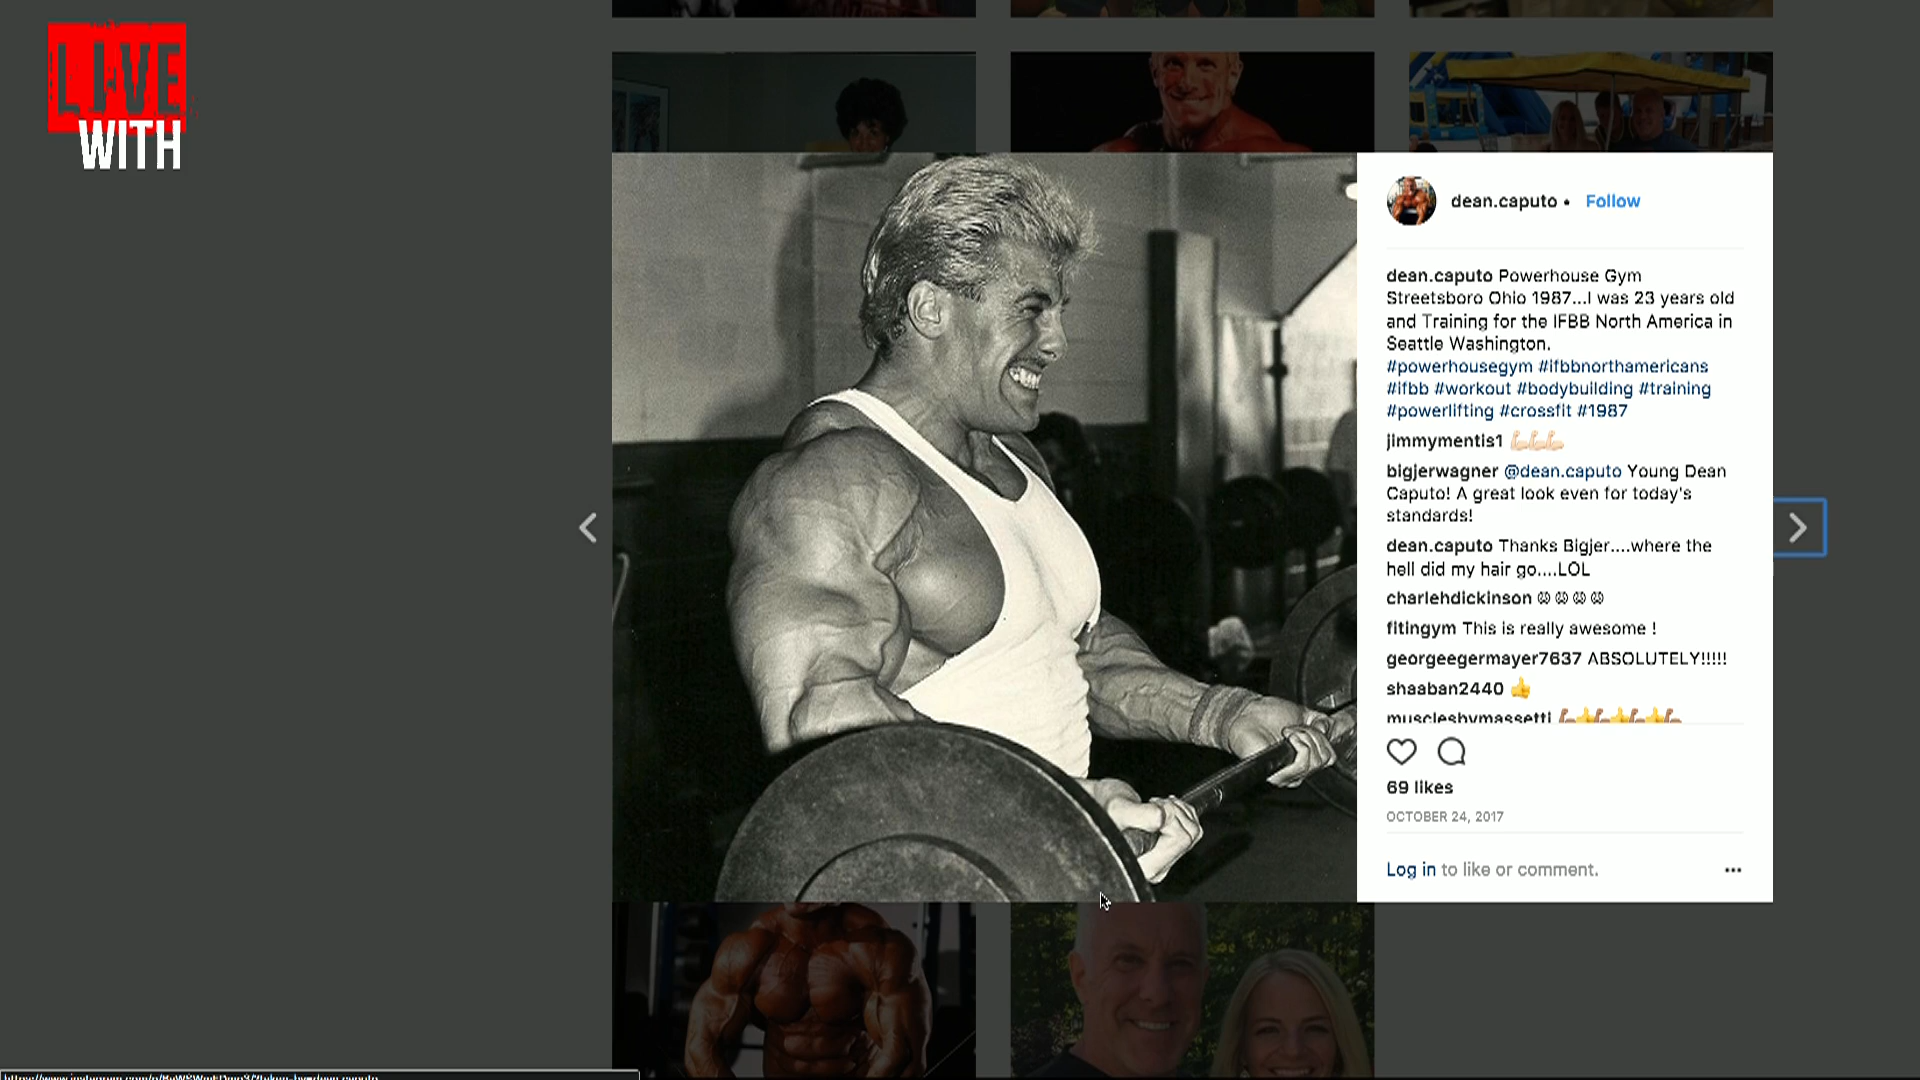 LIVE
WITH
dean.caputo • Follow
dean.caputo Powerhouse Gym
Streetsboro Ohio 1987...I was 23 years old
and Training for the IFBB North America in
Seattle Washington.
#powerhousegym #ifbbnorthamericans
#ifbb #workout #bodybuilding #training
#powerlifting #crossfit #1987
jimmymentis1 💪🏻💪🏻💪🏻
bigjerwagner @dean.caputo Young Dean
Caputo! A great look even for today's
standards!
dean.caputo Thanks Bigjer....where the
hell did my hair go....LOL
charlehdickinson
fitingym This is really awesome !
georgeegermayer7637 ABSOLUTELY!!!!!
shaaban2440 👍
musclesbymassetti 💪🏽👍💪🏽👍💪🏽👍💪🏽
69 likes
OCTOBER 24, 2017
Log in to like or comment.